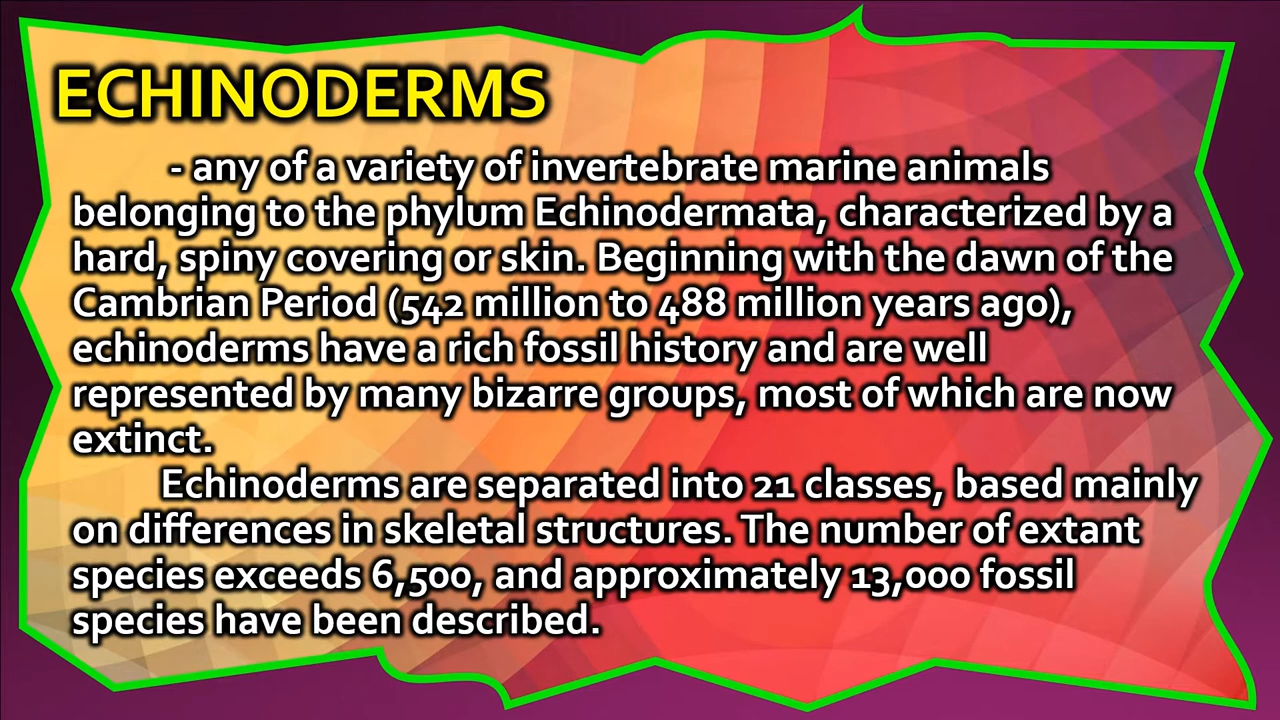 ECHINODERMS
- any of a variety of invertebrate marine animals
belonging to the phylum Echinodermata, characterized by a
hard, spiny covering or skin. Beginning with the dawn of the
Cambrian Period (542 million to 488 million years ago),
echinoderms have a rich fossil history and are well
represented by many bizarre groups, most of which are now
extinct.
Echinoderms are separated into 21 classes, based mainly
on differences in skeletal structures. The number of extant
species exceeds 6,500, and approximately 13,000 fossil
species have been described.